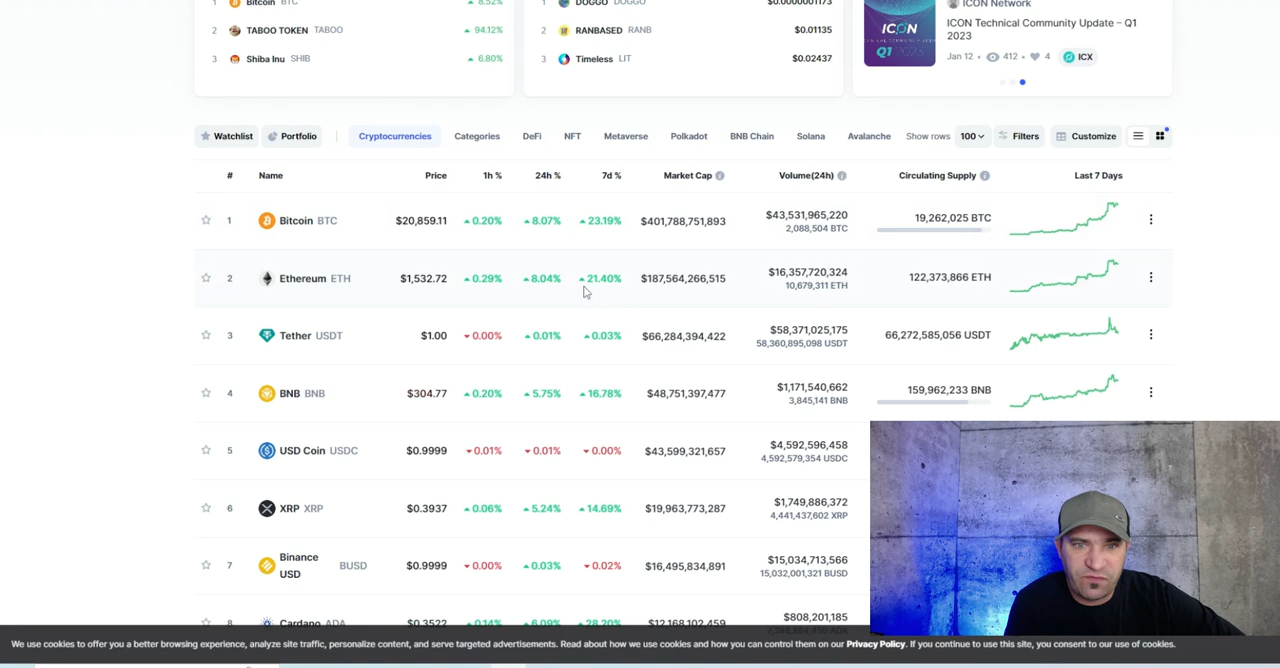 1 Bitcoin BTC 8.52%
2 TABOO TOKEN TABOO 94.12%
3 Shiba Inu SHIB 6.80%
1 DOGGO DOGGO $0.0000001173
2 RANBASED RANB $0.01135
3 Timeless LIT $0.02437
ICON
Q1
ICON Network
ICON Technical Community Update – Q1
2023
Jan 12 • 412 • 4 ICX
Watchlist Portfolio Cryptocurrencies Categories DeFi NFT Metaverse Polkadot BNB Chain Solana Avalanche Show rows 100 Filters Customize
# Name Price 1h % 24h % 7d % Market Cap Volume(24h) Circulating Supply Last 7 Days
1 Bitcoin BTC $20,859.11 0.20% 8.07% 23.19% $401,788,751,893 $43,531,965,220 19,262,025 BTC
2,088,504 BTC
2 Ethereum ETH $1,532.72 0.29% 8.04% 21.40% $187,564,266,515 $16,357,720,324 122,373,866 ETH
10,679,311 ETH
3 Tether USDT $1.00 0.00% 0.01% 0.03% $66,284,394,422 $58,371,025,175 66,272,585,056 USDT
58,360,895,098 USDT
4 BNB BNB $304.77 0.20% 5.75% 16.78% $48,751,397,477 $1,171,540,662 159,962,233 BNB
3,845,141 BNB
5 USD Coin USDC $0.9999 0.01% 0.01% 0.00% $43,599,321,657 $4,592,596,458
4,592,579,354 USDC
6 XRP XRP $0.3937 0.06% 5.24% 14.69% $19,963,773,287 $1,749,886,372
4,441,437,602 XRP
7 Binance USD BUSD $0.9999 0.00% 0.03% 0.02% $16,495,834,891 $15,034,713,566
15,032,001,321 BUSD
8 Cardano ADA $0.3522 0.14% 6.09% 28.20% $12,168,102,459 $808,201,185
We use cookies to offer you a better browsing experience, analyze site traffic, personalize content, and serve targeted advertisements. Read about how we use cookies and how you can control them on our Privacy Policy. If you continue to use this site, you consent to our use of cookies.